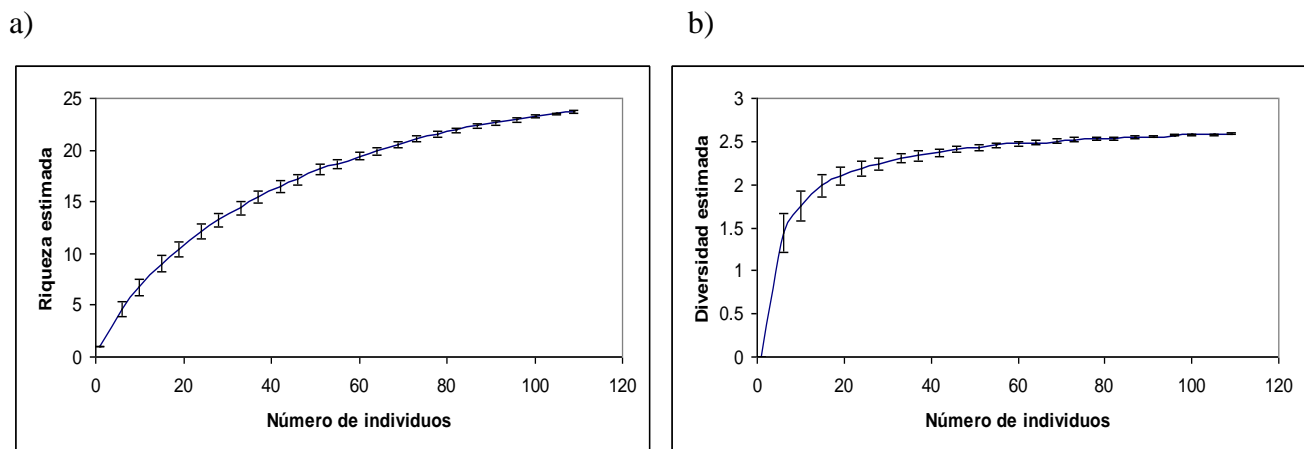 a)
b)
25
20
15
10
5
0
Riqueza estimada
0 20 40 60 80 100 120
Número de individuos
3
2.5
2
1.5
1
0.5
0
Diversidad estimada
0 20 40 60 80 100 120
Número de individuos